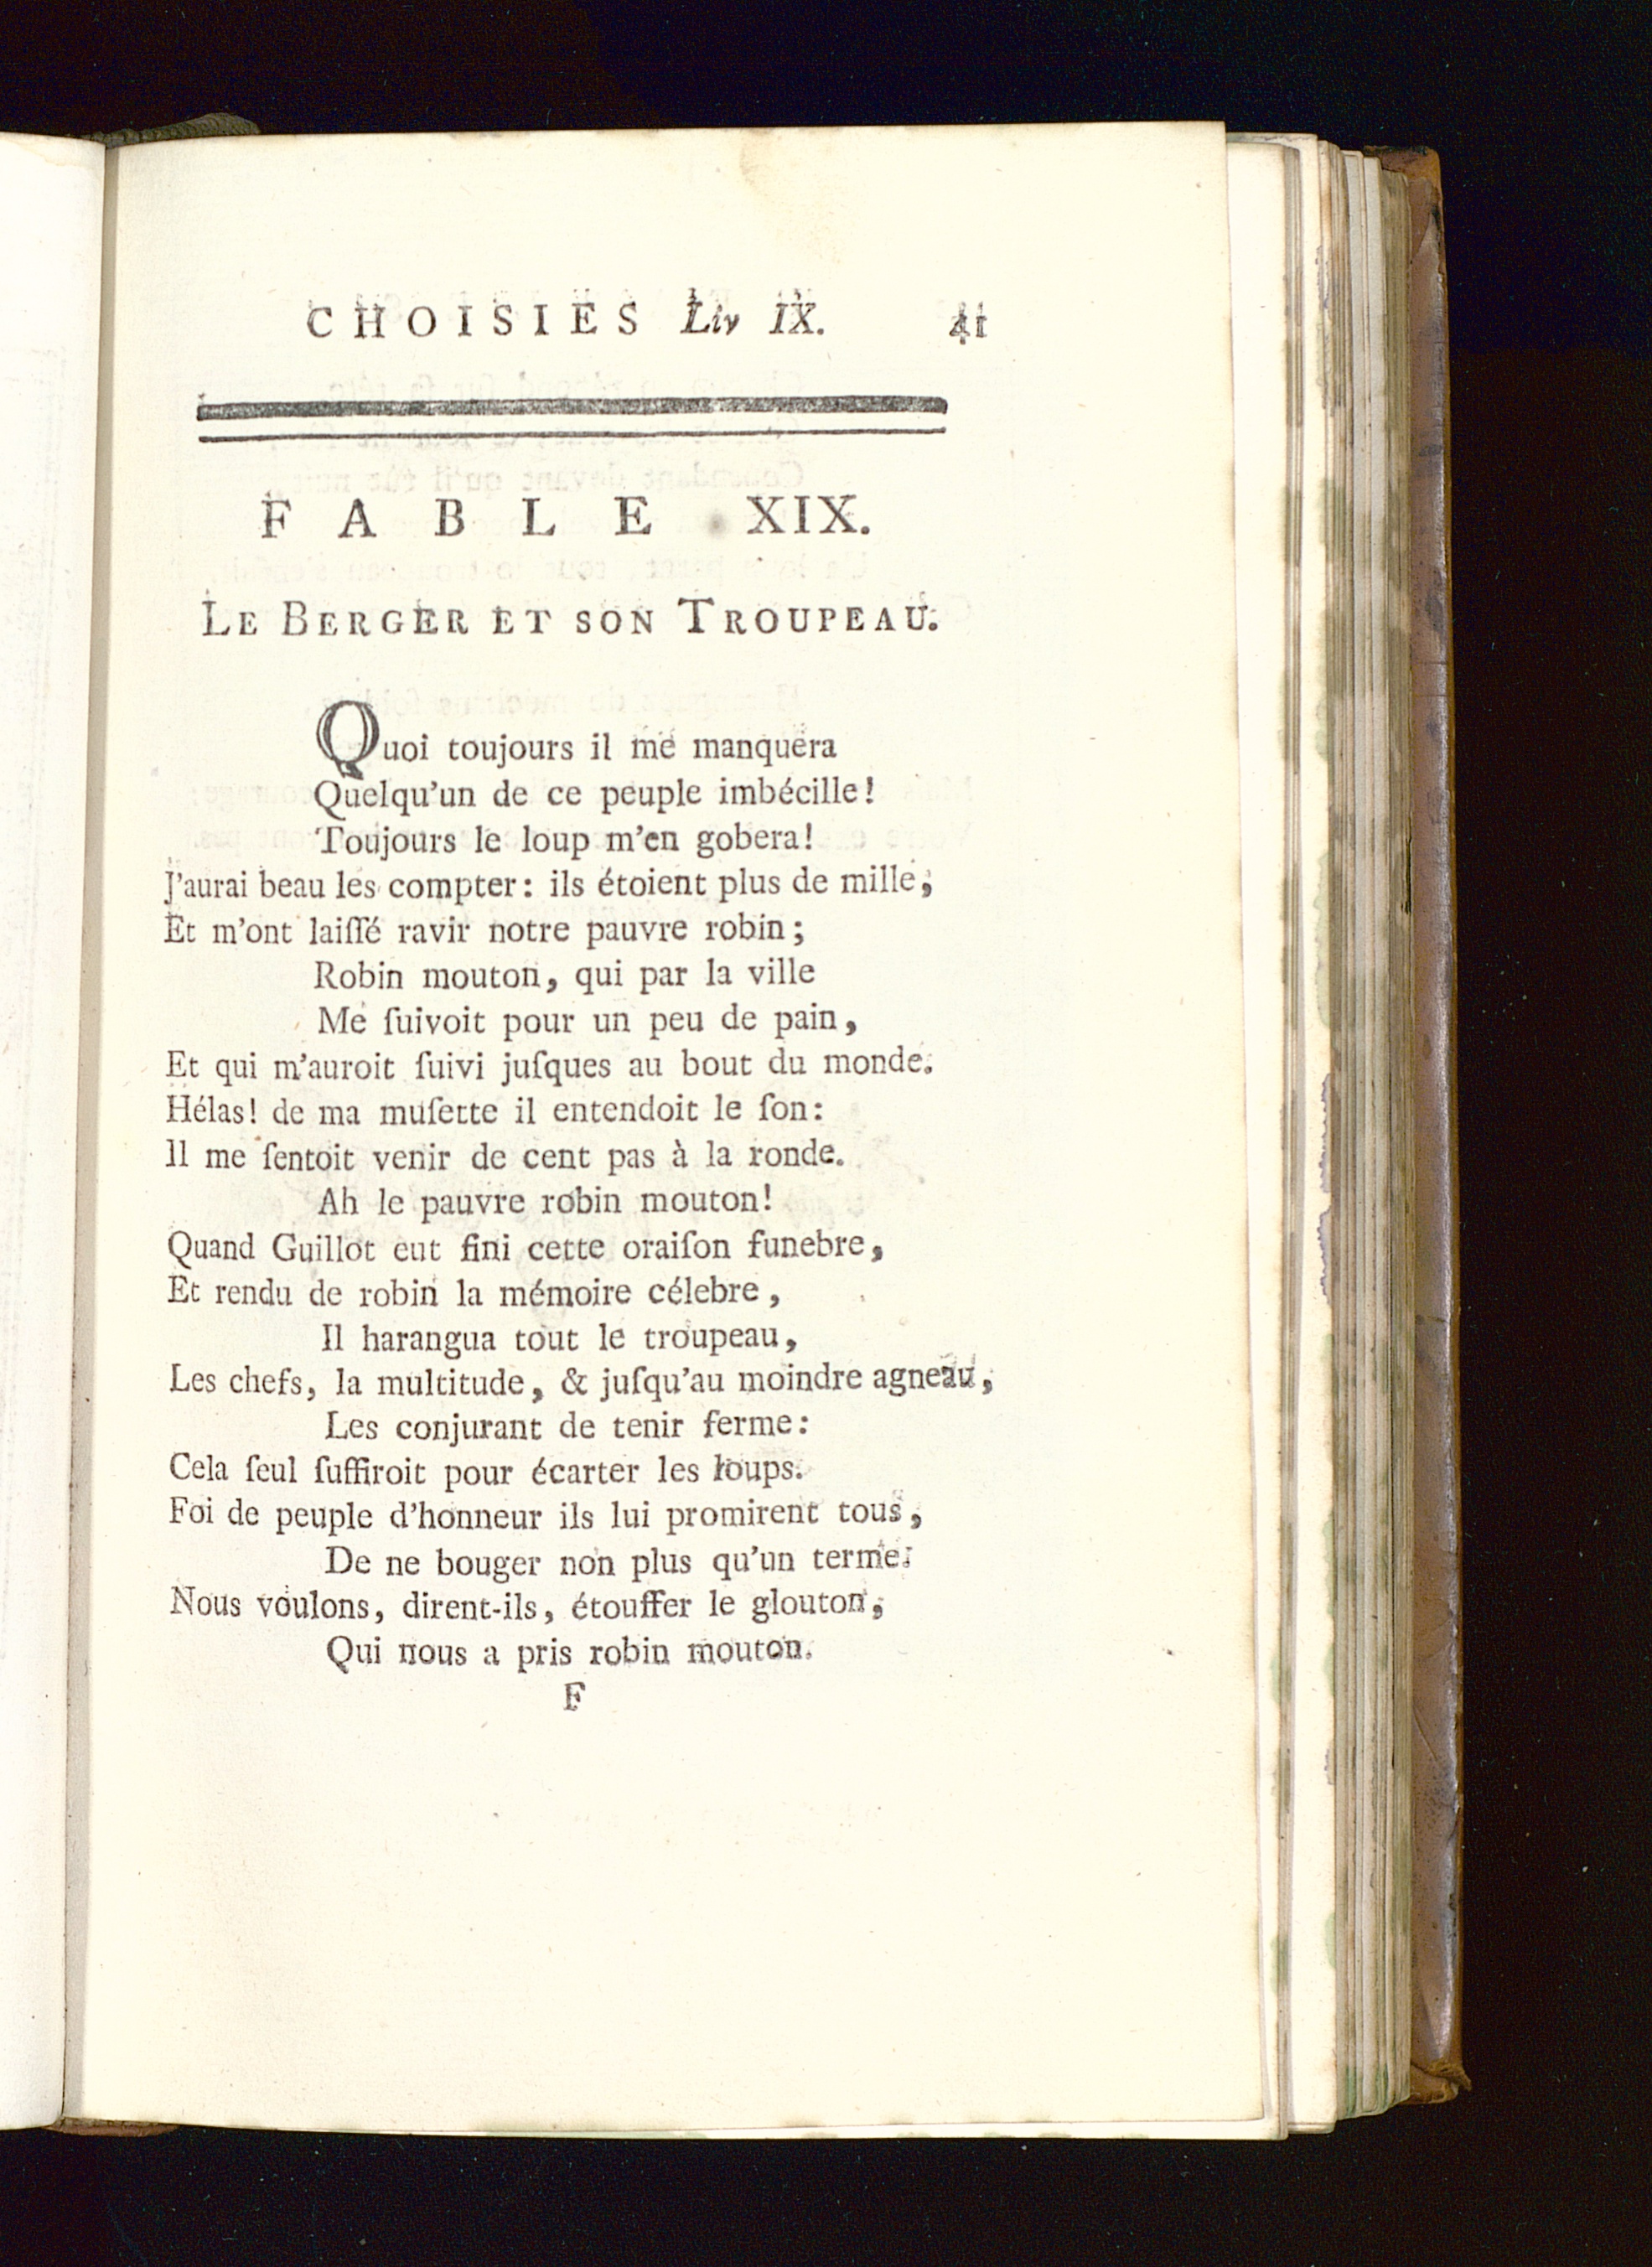 CHOISIES Liv IX. 41
FABLE XIX.
LE BERGER ET SON TROUPEAU.
Quoi toujours il me manquera
Quelqu'un de ce peuple imbécille!
Toujours le loup m'en gobera!
J'aurai beau les compter: ils étoient plus de mille,
Et m'ont laiſſé ravir notre pauvre robin;
Robin mouton, qui par la ville
Me ſuivoit pour un peu de pain,
Et qui m'auroit ſuivi juſques au bout du monde.
Hélas! de ma muſette il entendoit le ſon:
Il me ſentoit venir de cent pas à la ronde.
Ah le pauvre robin mouton!
Quand Guillot eut fini cette oraiſon funebre,
Et rendu de robin la mémoire célebre,
Il harangua tout le troupeau,
Les chefs, la multitude, & juſqu'au moindre agneau,
Les conjurant de tenir ferme:
Cela ſeul ſuffiroit pour écarter les loups.
Foi de peuple d'honneur ils lui promirent tous,
De ne bouger non plus qu'un terme.
Nous voulons, dirent-ils, étouffer le glouton,
Qui nous a pris robin mouton.
F